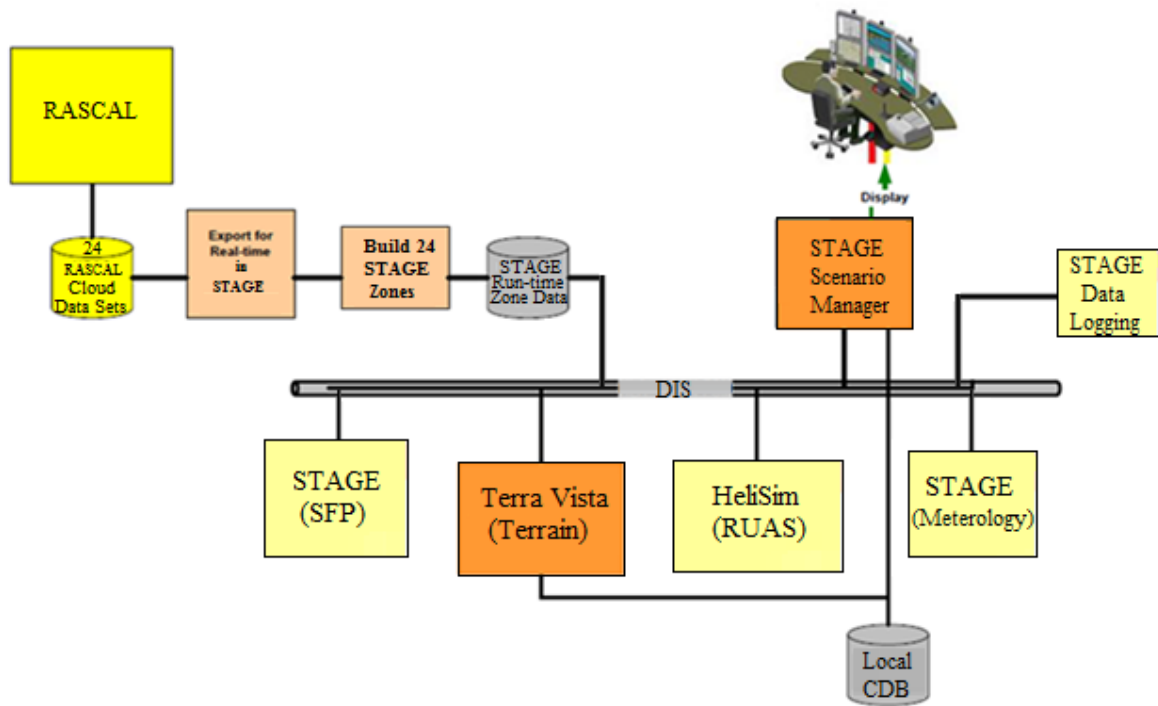 RASCAL
24
RASCAL
Cloud
Data Sets
Export for
Real-time
in
STAGE
Build 24
STAGE
Zones
STAGE
Run-time
Zone Data
Display
STAGE
Scenario
Manager
STAGE
Data
Logging
DIS
STAGE
(SFP)
Terra Vista
(Terrain)
HeliSim
(RUAS)
STAGE
(Meterology)
Local
CDB